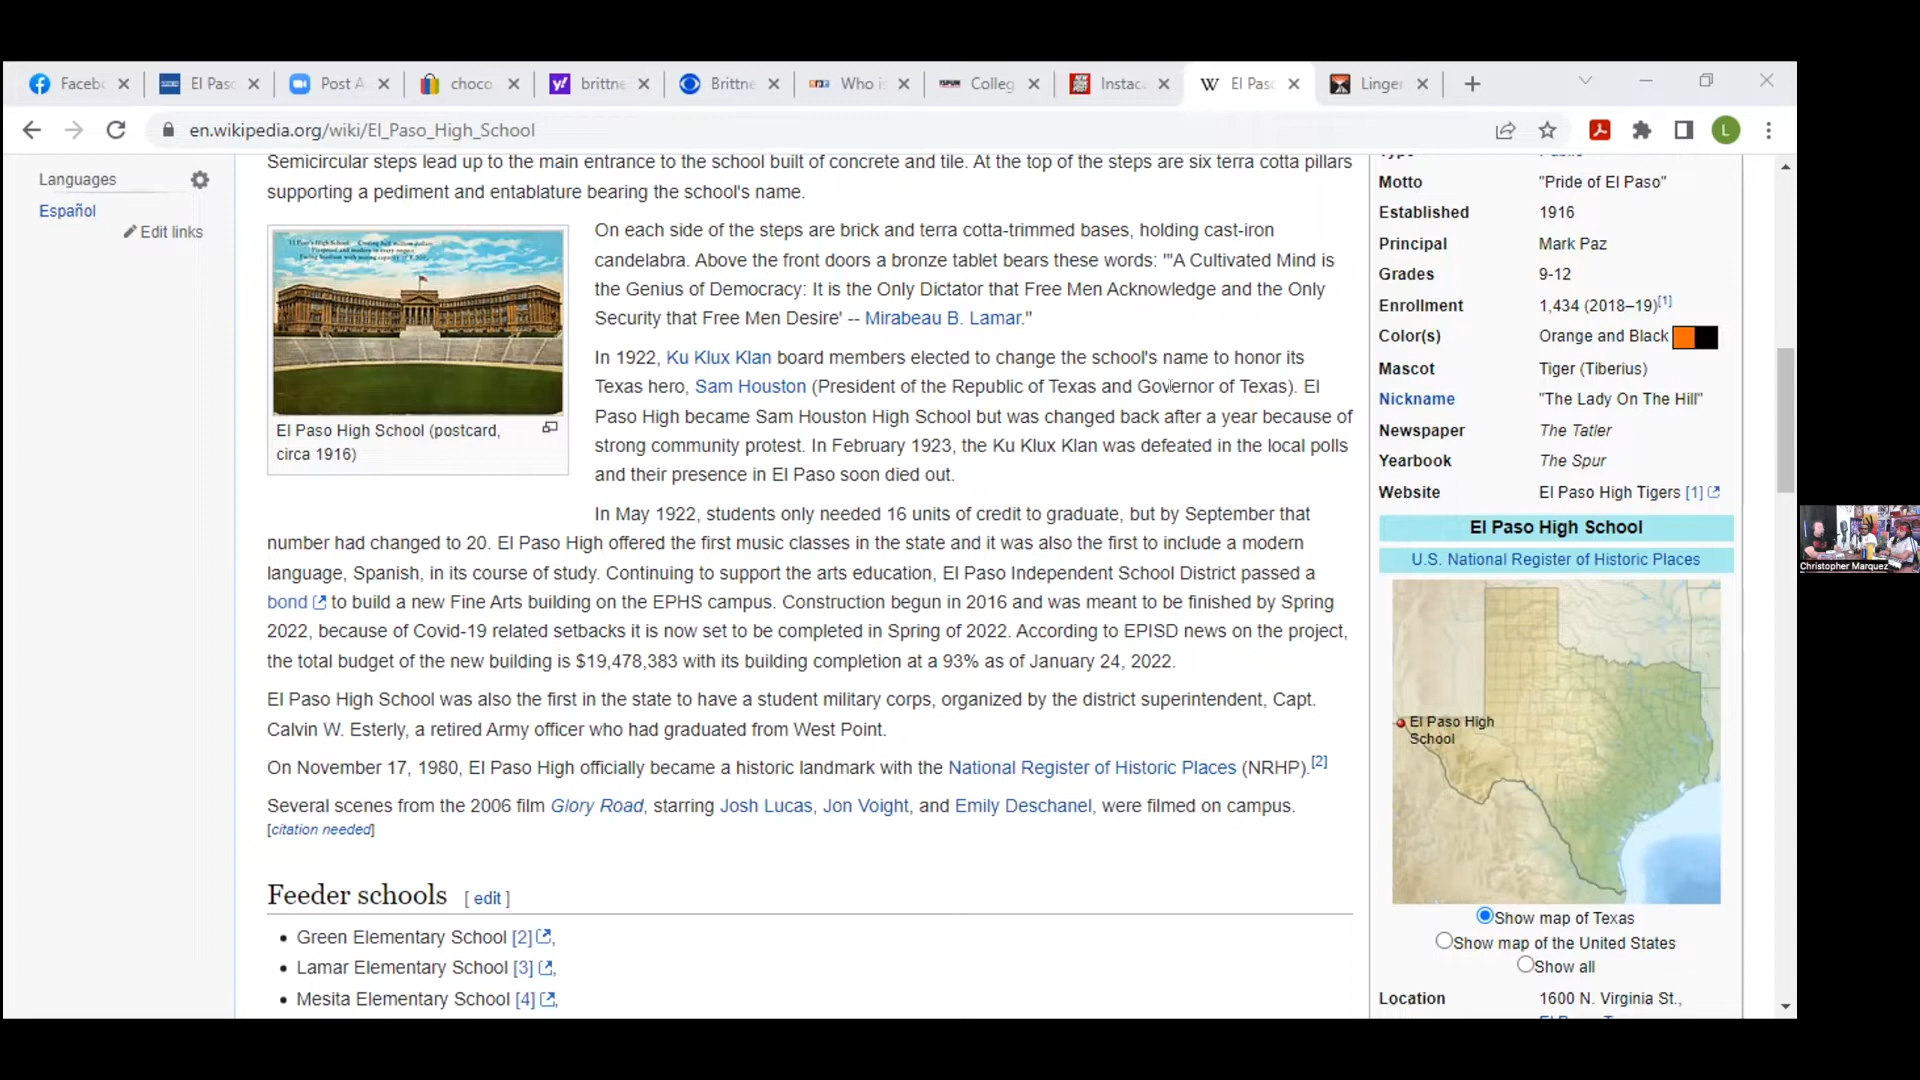 Facebo
El Paso
Post A
choco
brittne
Brittne
Who is
Colleg
Instaca
El Paso
Linger
en.wikipedia.org/wiki/El_Paso_High_School
L
Languages
Español
Edit links
Semicircular steps lead up to the main entrance to the school built of concrete and tile. At the top of the steps are six terra cotta pillars
supporting a pediment and entablature bearing the school's name.
On each side of the steps are brick and terra cotta-trimmed bases, holding cast-iron
candelabra. Above the front doors a bronze tablet bears these words: "'A Cultivated Mind is
the Genius of Democracy: It is the Only Dictator that Free Men Acknowledge and the Only
Security that Free Men Desire' -- Mirabeau B. Lamar."
El Paso High School (postcard,
circa 1916)
In 1922, Ku Klux Klan board members elected to change the school's name to honor its
Texas hero, Sam Houston (President of the Republic of Texas and Governor of Texas). El
Paso High became Sam Houston High School but was changed back after a year because of
strong community protest. In February 1923, the Ku Klux Klan was defeated in the local polls
and their presence in El Paso soon died out.
In May 1922, students only needed 16 units of credit to graduate, but by September that
number had changed to 20. El Paso High offered the first music classes in the state and it was also the first to include a modern
language, Spanish, in its course of study. Continuing to support the arts education, El Paso Independent School District passed a
bond to build a new Fine Arts building on the EPHS campus. Construction begun in 2016 and was meant to be finished by Spring
2022, because of Covid-19 related setbacks it is now set to be completed in Spring of 2022. According to EPISD news on the project,
the total budget of the new building is $19,478,383 with its building completion at a 93% as of January 24, 2022.
El Paso High School was also the first in the state to have a student military corps, organized by the district superintendent, Capt.
Calvin W. Esterly, a retired Army officer who had graduated from West Point.
On November 17, 1980, El Paso High officially became a historic landmark with the National Register of Historic Places (NRHP).[2]
Several scenes from the 2006 film Glory Road, starring Josh Lucas, Jon Voight, and Emily Deschanel, were filmed on campus.
[citation needed]
Feeder schools [ edit ]
• Green Elementary School [2],
• Lamar Elementary School [3],
• Mesita Elementary School [4],
Type Public
Motto "Pride of El Paso"
Established 1916
Principal Mark Paz
Grades 9-12
Enrollment 1,434 (2018–19)[1]
Color(s) Orange and Black
Mascot Tiger (Tiberius)
Nickname "The Lady On The Hill"
Newspaper The Tatler
Yearbook The Spur
Website El Paso High Tigers [1]
El Paso High School
U.S. National Register of Historic Places
El Paso High
School
Show map of Texas
Show map of the United States
Show all
Location 1600 N. Virginia St.,
Christopher Marquez